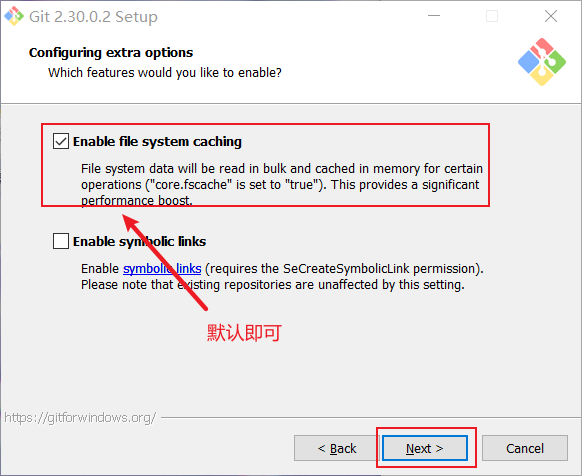 Git 2.30.0.2 Setup
Configuring extra options
Which features would you like to enable?
Enable file system caching
File system data will be read in bulk and cached in memory for certain
operations ("core.fscache" is set to "true"). This provides a significant
performance boost.
Enable symbolic links
Enable symbolic links (requires the SeCreateSymbolicLink permission).
Please note that existing repositories are unaffected by this setting.
默认即可
https://gitforwindows.org/
< Back
Next >
Cancel